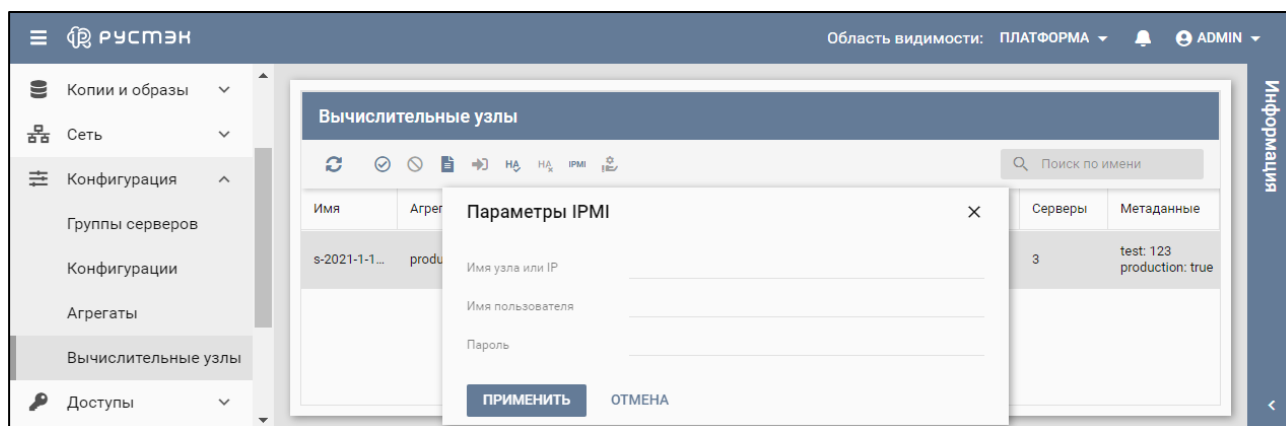 РУСТЭК
Область видимости: ПЛАТФОРМА
ADMIN
Копии и образы
Сеть
Конфигурация
Группы серверов
Конфигурации
Агрегаты
Вычислительные узлы
Доступы
Вычислительные узлы
HA HA IPMI
Поиск по имени
Имя
Агрег
Серверы
Метаданные
s-2021-1-1...
produ
3
test: 123
production: true
Параметры IPMI
Имя узла или IP
Имя пользователя
Пароль
ПРИМЕНИТЬ
ОТМЕНА
Информация